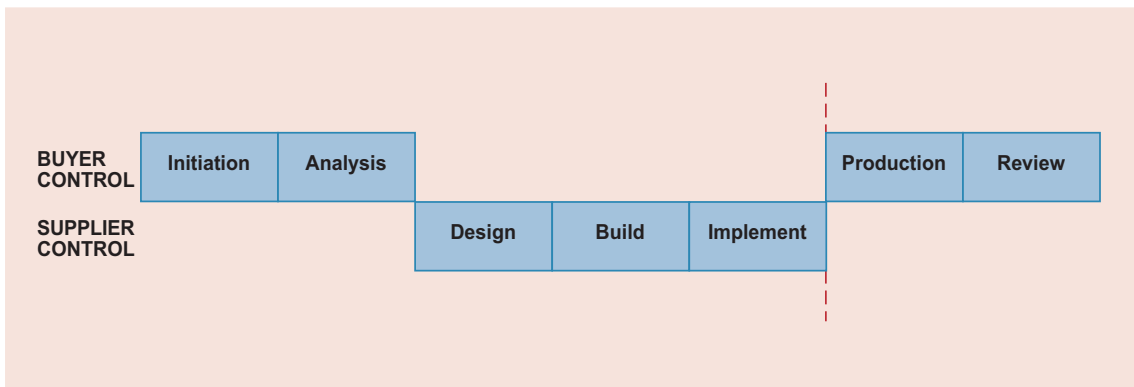 BUYER
CONTROL
Initiation
Analysis
Production
Review
SUPPLIER
CONTROL
Design
Build
Implement